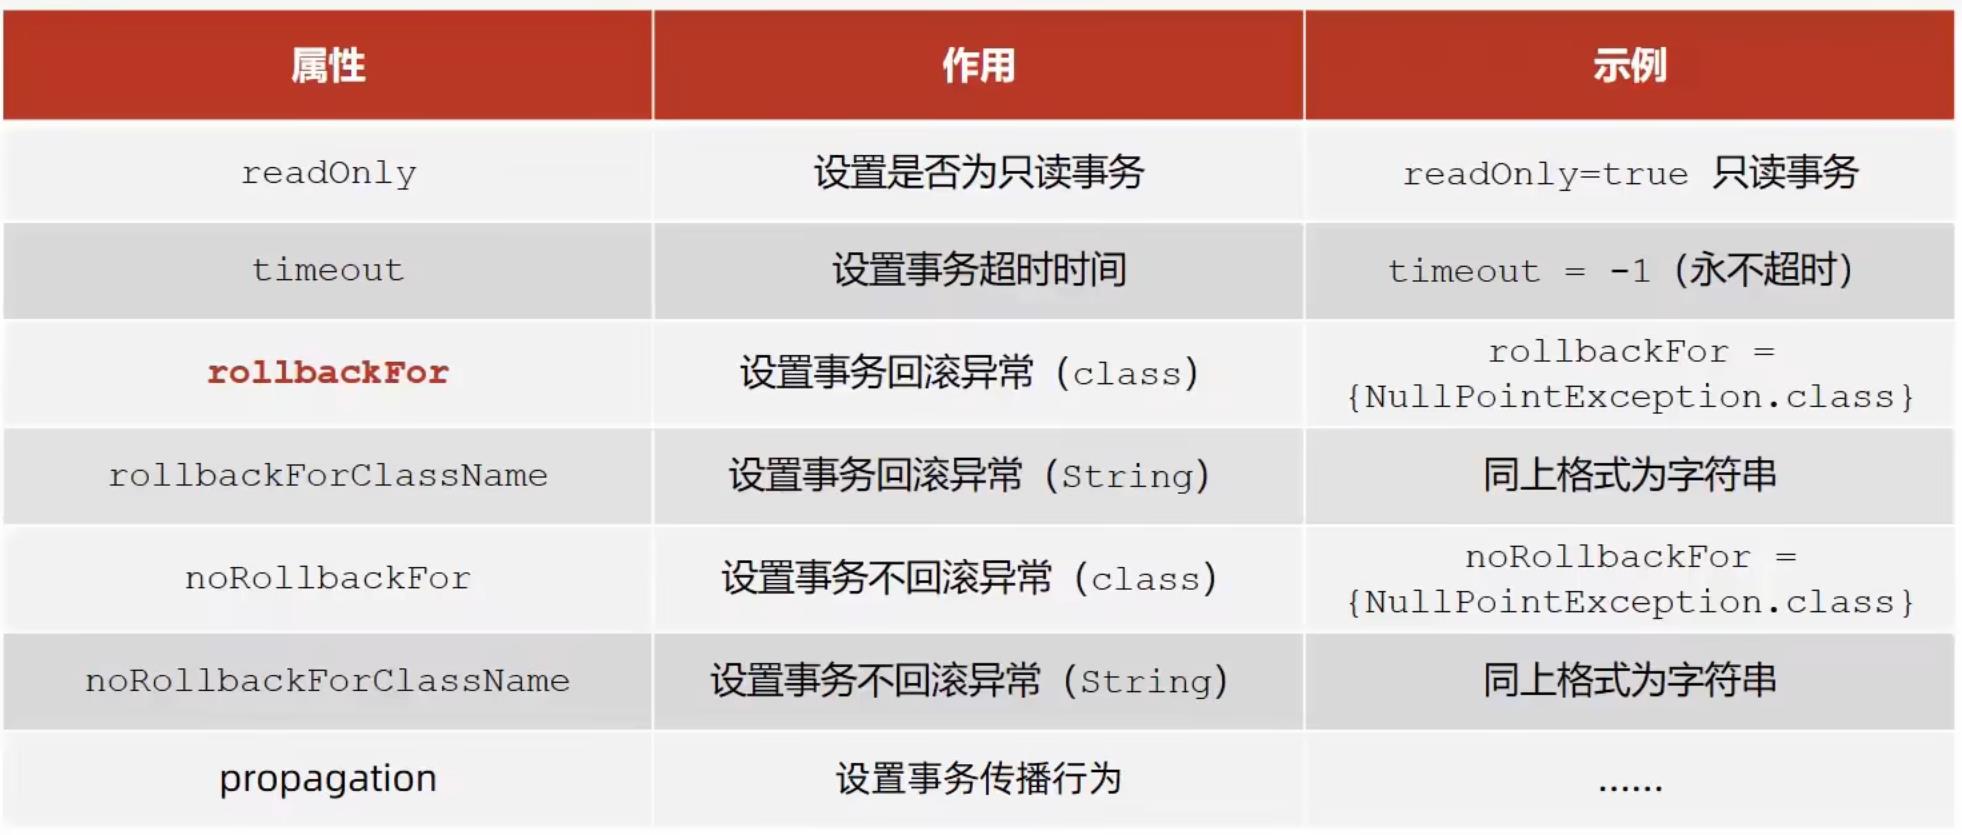 属性 作用 示例
readOnly 设置是否为只读事务 readOnly=true 只读事务
timeout 设置事务超时时间 timeout = -1（永不超时）
rollbackFor 设置事务回滚异常（class） rollbackFor =
{NullPointException.class}
rollbackForClassName 设置事务回滚异常（String） 同上格式为字符串
noRollbackFor 设置事务不回滚异常（class） noRollbackFor =
{NullPointException.class}
noRollbackForClassName 设置事务不回滚异常（String） 同上格式为字符串
propagation 设置事务传播行为 ……